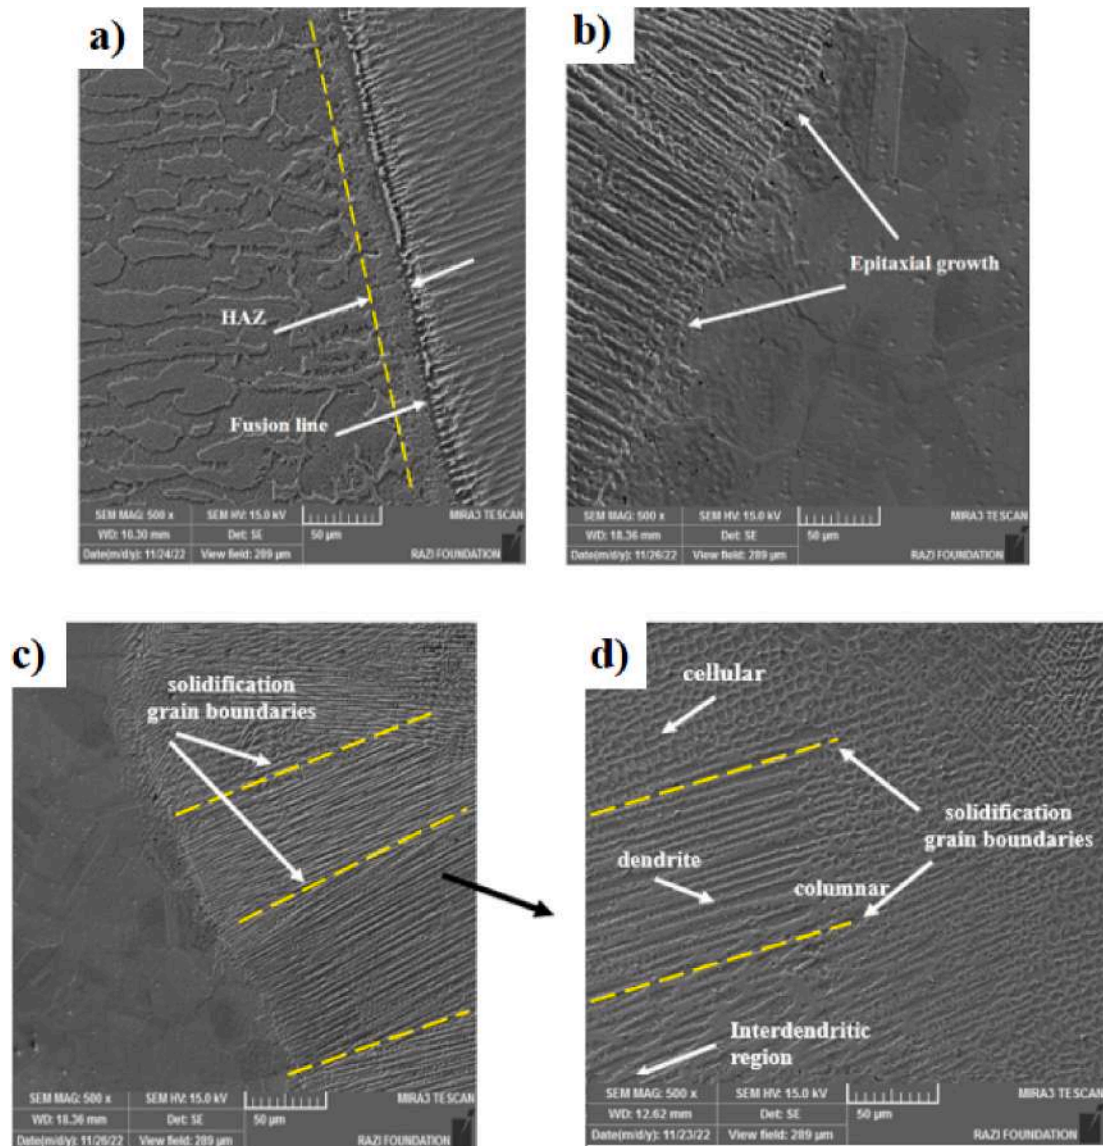 a)
HAZ
Fusion line
SEM MAG: 500 x SEM HV: 15.0 kV MIRA3 TESCAN
WD: 10.30 mm Det: SE 50 µm
Date(m/d/y): 11/24/22 View field: 289 µm RAZI FOUNDATION
b)
Epitaxial growth
SEM MAG: 500 x SEM HV: 15.0 kV MIRA3 TESCAN
WD: 18.36 mm Det: SE 50 µm
Date(m/d/y): 11/26/22 View field: 289 µm RAZI FOUNDATION
c)
solidification
grain boundaries
SEM MAG: 500 x SEM HV: 15.0 kV MIRA3 TESCAN
WD: 18.36 mm Det: SE 50 µm
Date(m/d/y): 11/26/22 View field: 289 µm RAZI FOUNDATION
d)
cellular
solidification
grain boundaries
dendrite
columnar
Interdendritic
region
SEM MAG: 500 x SEM HV: 15.0 kV MIRA3 TESCAN
WD: 12.62 mm Det: SE 50 µm
Date(m/d/y): 11/23/22 View field: 289 µm RAZI FOUNDATION